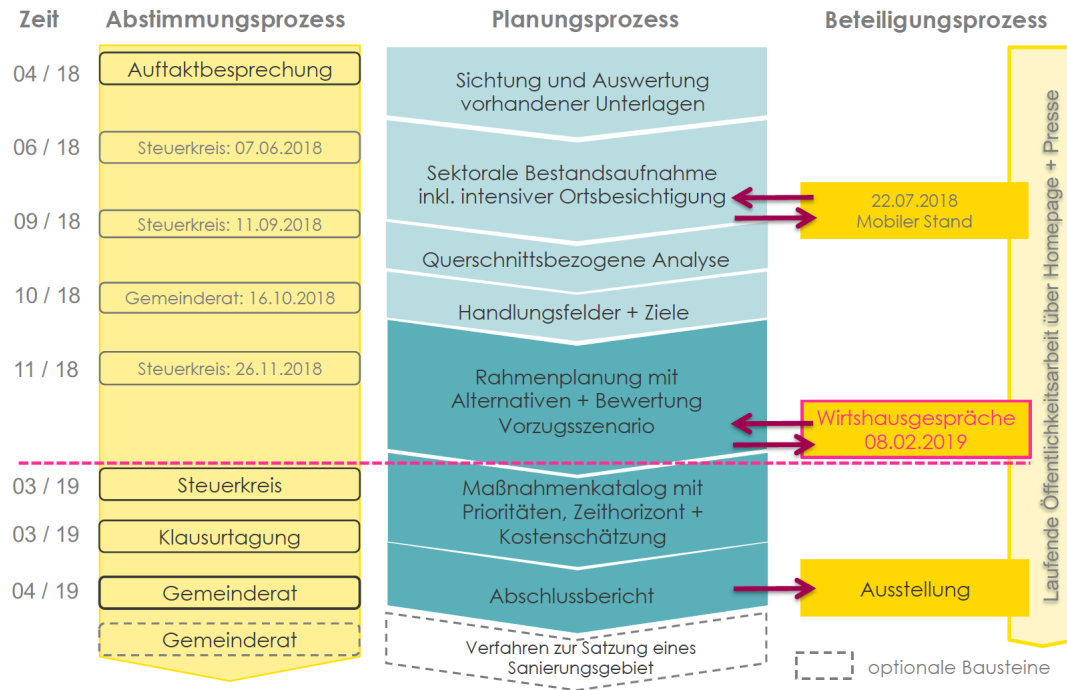 Zeit
Abstimmungsprozess
Planungsprozess
Beteiligungsprozess
04 / 18
Auftaktbesprechung
Sichtung und Auswertung
vorhandener Unterlagen
06 / 18
Steuerkreis: 07.06.2018
Sektorale Bestandsaufnahme
inkl. intensiver Ortsbesichtigung
22.07.2018
Mobiler Stand
09 / 18
Steuerkreis: 11.09.2018
Querschnittsbezogene Analyse
10 / 18
Gemeinderat: 16.10.2018
Handlungsfelder + Ziele
11 / 18
Steuerkreis: 26.11.2018
Rahmenplanung mit
Alternativen + Bewertung
Vorzugsszenario
Wirtshausgespräche
08.02.2019
03 / 19
Steuerkreis
Maßnahmenkatalog mit
Prioritäten, Zeithorizont +
Kostenschätzung
03 / 19
Klausurtagung
04 / 19
Gemeinderat
Abschlussbericht
Ausstellung
Gemeinderat
Verfahren zur Satzung eines
Sanierungsgebiet
optionale Bausteine
Laufende Öffentlichkeitsarbeit über Homepage + Presse